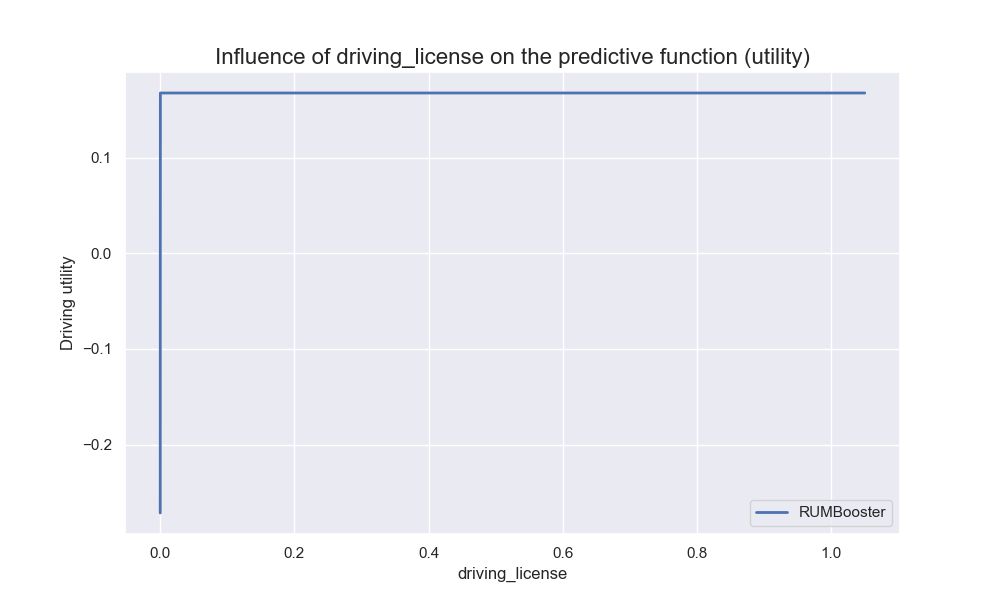 Influence of driving_license on the predictive function (utility)
0.1
0.0
−0.1
−0.2
Driving utility
RUMBooster
0.0 0.2 0.4 0.6 0.8 1.0
driving_license